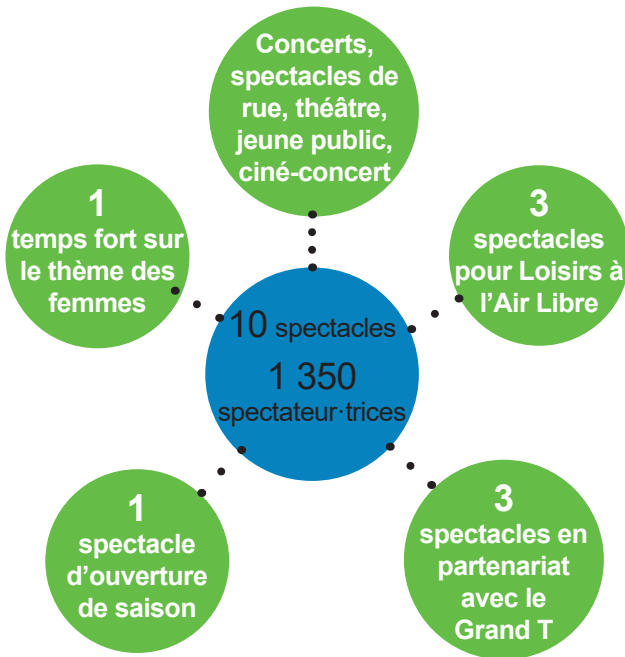 Concerts,
spectacles de
rue, théâtre,
jeune public,
ciné-concert
1
temps fort sur
le thème des
femmes
3
spectacles
pour Loisirs à
l'Air Libre
10 spectacles
1 350
spectateur·trices
1
spectacle
d'ouverture
de saison
3
spectacles en
partenariat
avec le
Grand T